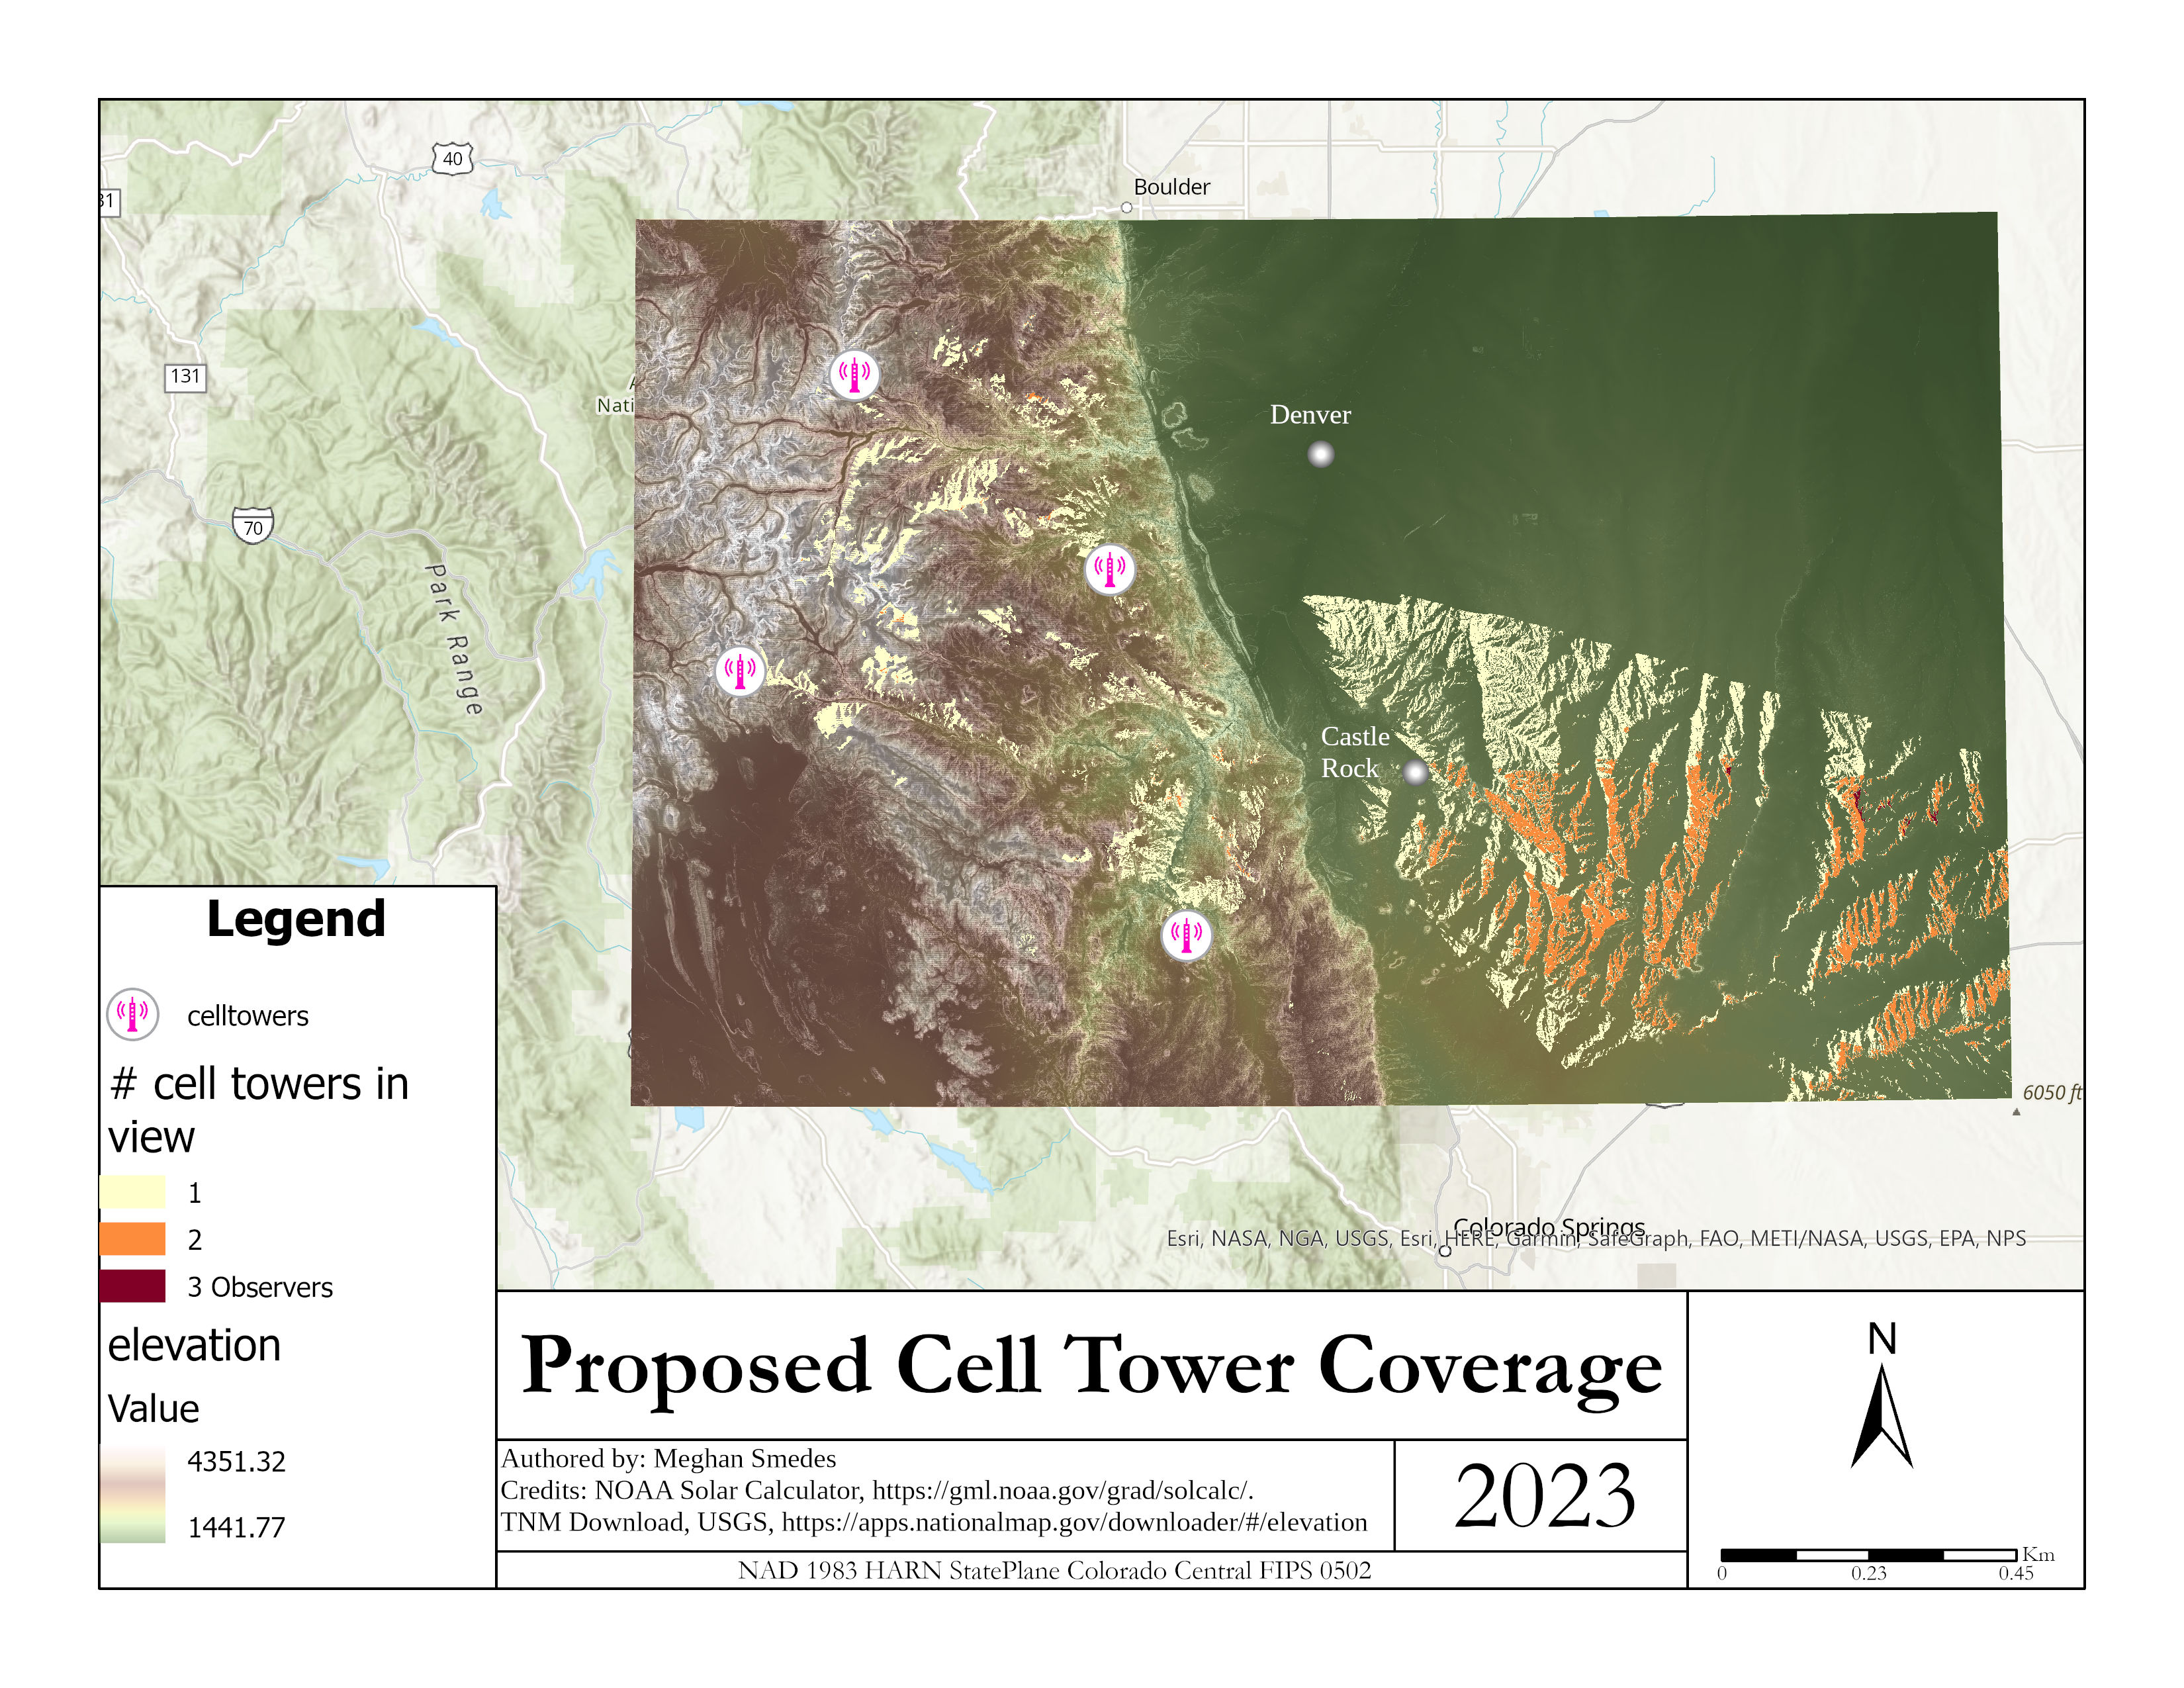 40
Boulder
31
131
A
Nati
Denver
70
Park Range
Castle
Rock
6050 ft
Colorado Springs
Esri, NASA, NGA, USGS, Esri, HERE, Garmin, SafeGraph, FAO, METI/NASA, USGS, EPA, NPS
Legend
celltowers
# cell towers in
view
1
2
3 Observers
elevation
Value
4351.32
1441.77
Proposed Cell Tower Coverage
Authored by: Meghan Smedes
Credits: NOAA Solar Calculator, https://gml.noaa.gov/grad/solcalc/.
TNM Download, USGS, https://apps.nationalmap.gov/downloader/#/elevation
2023
NAD 1983 HARN StatePlane Colorado Central FIPS 0502
N
Km
0 0.23 0.45